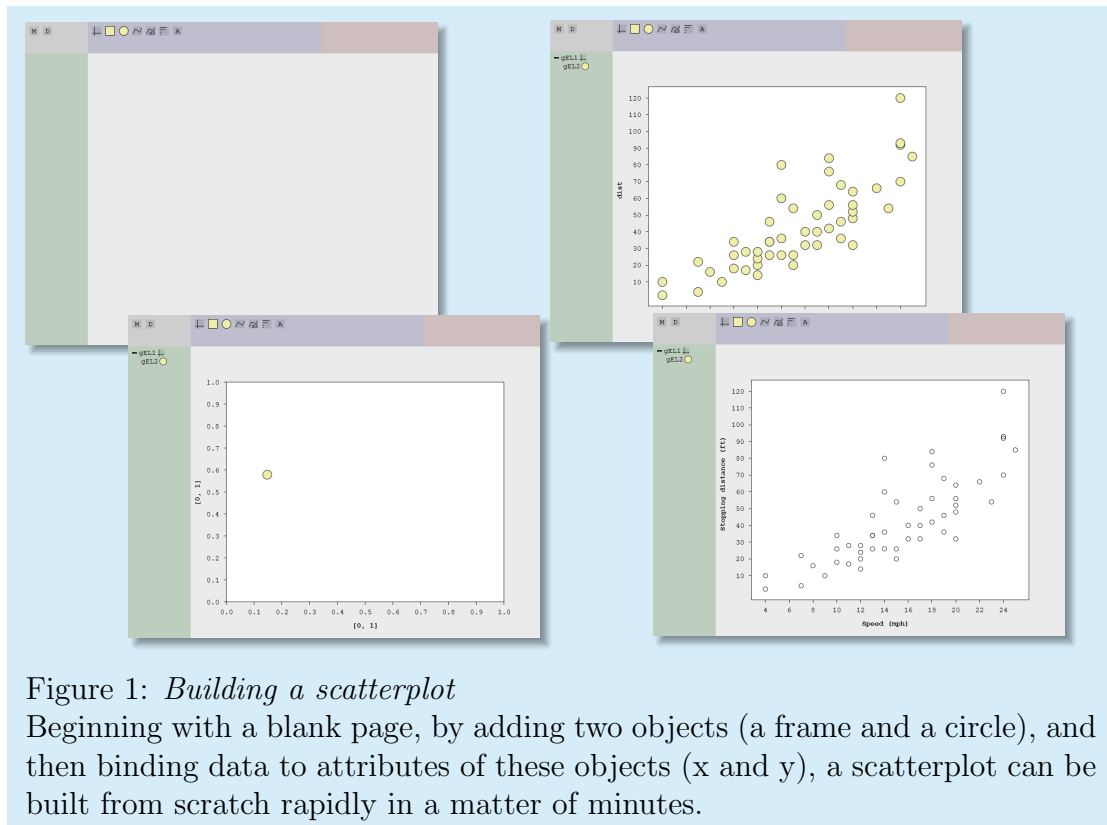 M D A
M D A
gEL1
gEL2
120
110
100
90
80
70
60
50
40
30
20
10
dist
M D A
gEL1
gEL2
1.0
0.9
0.8
0.7
0.6
0.5
0.4
0.3
0.2
0.1
0.0
[0, 1]
0.0 0.1 0.2 0.3 0.4 0.5 0.6 0.7 0.8 0.9 1.0
[0, 1]
M D A
gEL1
gEL2
120
110
100
90
80
70
60
50
40
30
20
10
Stopping distance (ft)
4 6 8 10 12 14 16 18 20 22 24
Speed (mph)
Figure 1: Building a scatterplot
Beginning with a blank page, by adding two objects (a frame and a circle), and
then binding data to attributes of these objects (x and y), a scatterplot can be
built from scratch rapidly in a matter of minutes.